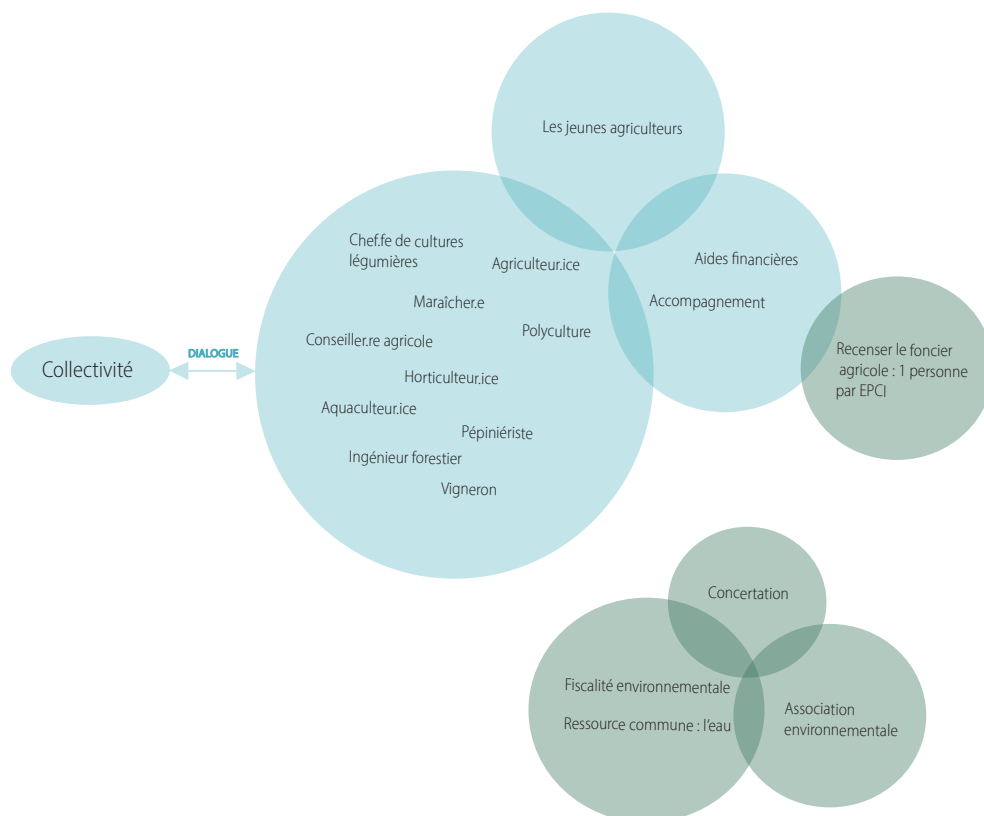 Les jeunes agriculteurs
Chef.fe de cultures
légumières
Agriculteur.ice
Maraîcher.e
Polyculture
Conseiller.re agricole
Horticulteur.ice
Aquaculteur.ice
Pépiniériste
Ingénieur forestier
Vigneron
Aides financières
Accompagnement
Recenser le foncier
agricole : 1 personne
par EPCI
Collectivité
DIALOGUE
Concertation
Fiscalité environnementale
Ressource commune : l'eau
Association
environnementale